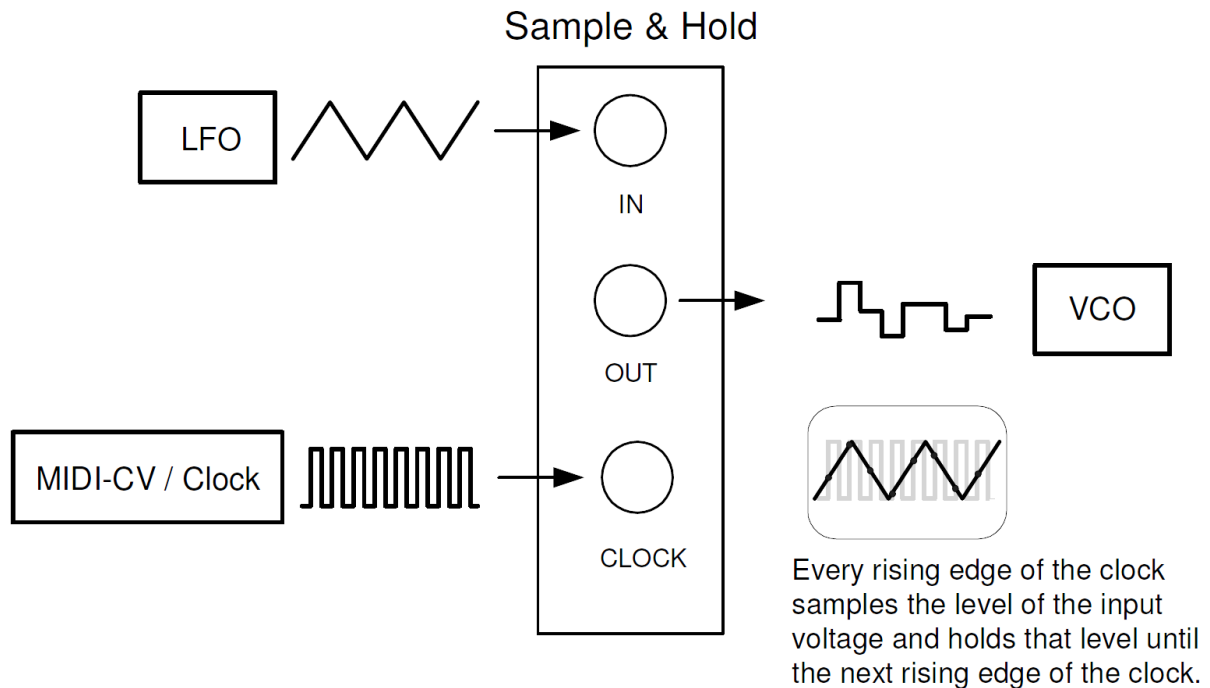 Sample & Hold
LFO
IN
OUT
VCO
MIDI-CV / Clock
CLOCK
Every rising edge of the clock
samples the level of the input
voltage and holds that level until
the next rising edge of the clock.